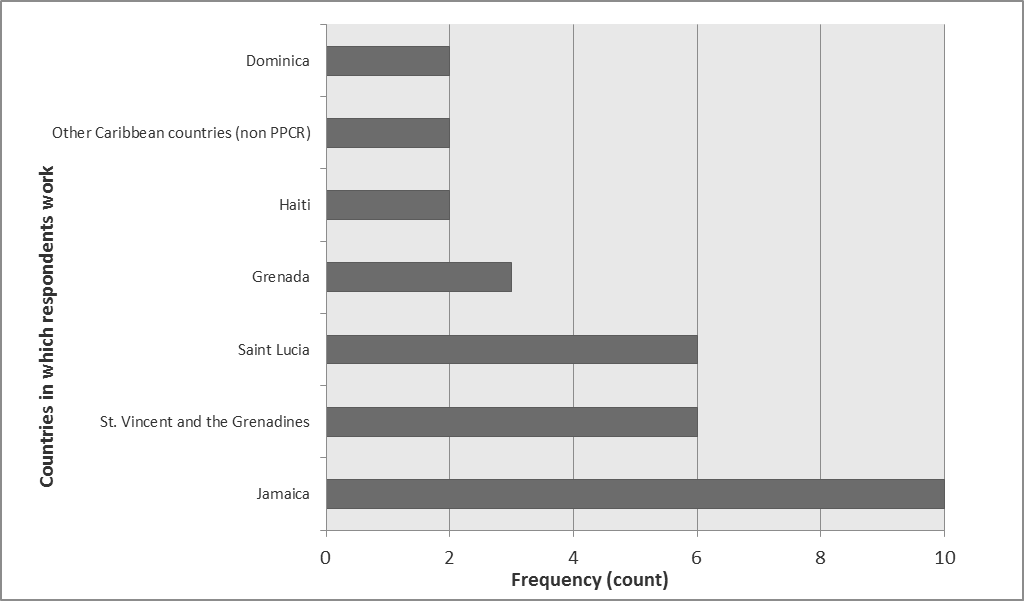 Countries in which respondents work
Dominica
Other Caribbean countries (non PPCR)
Haiti
Grenada
Saint Lucia
St. Vincent and the Grenadines
Jamaica
0 2 4 6 8 10
Frequency (count)